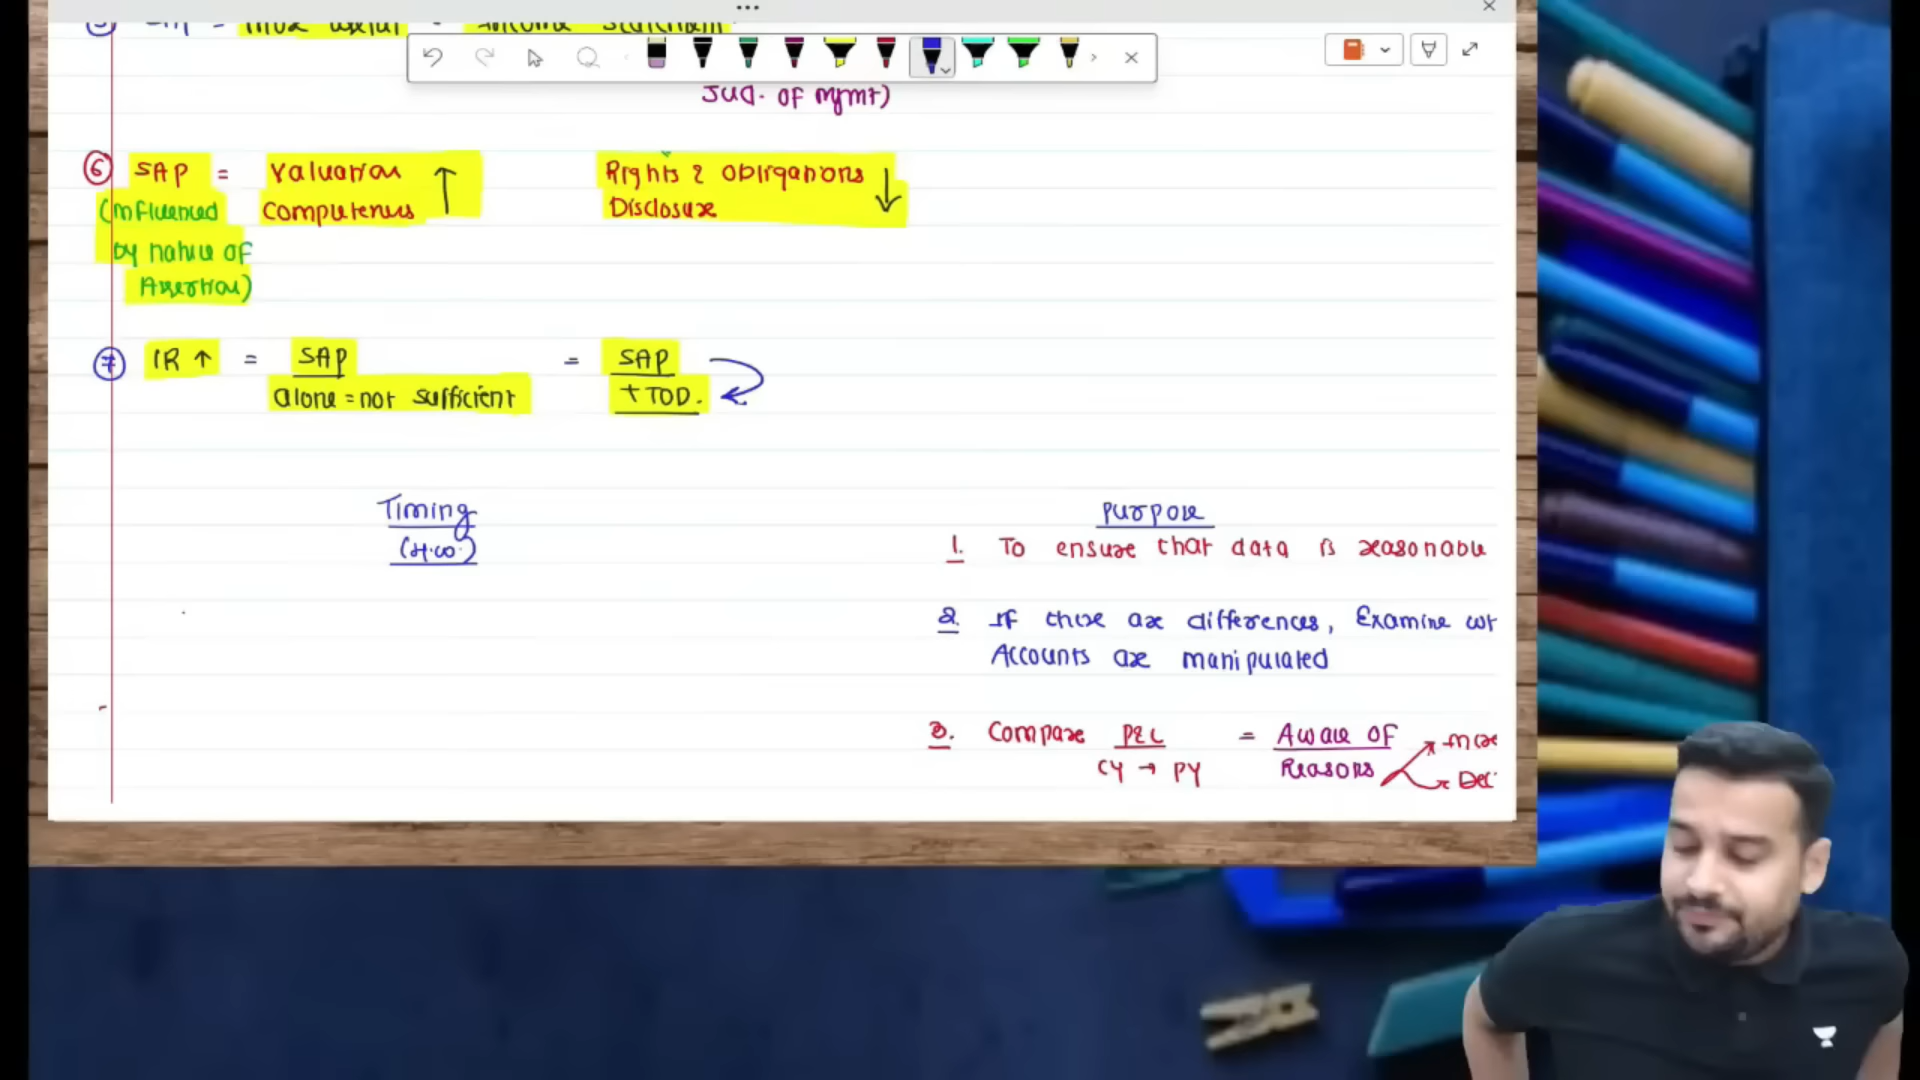 Jud. of mgmt)
⑥ SAP = Valuation ↑ Rights & obligations ↓
(influenced Completeness Disclosure
by nature of
Assertion)
⑦ IR ↑ = SAP = SAP
alone = not sufficient + TOD.
Timing
(H.W.)
Purpose
1. To ensure that data is reasonable
2. If there are differences, Examine
Accounts are manipulated
3. Compare P&L = Aware of
CY → PY Reasons